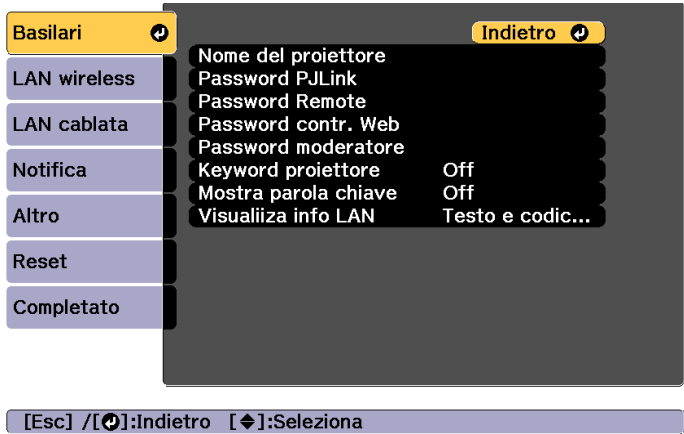 Basilari
LAN wireless
LAN cablata
Notifica
Altro
Reset
Completato
Indietro
Nome del proiettore
Password PJLink
Password Remote
Password contr. Web
Password moderatore
Keyword proiettore Off
Mostra parola chiave Off
Visualiiza info LAN Testo e codic...
[Esc] /[⏎]:Indietro [◆]:Seleziona